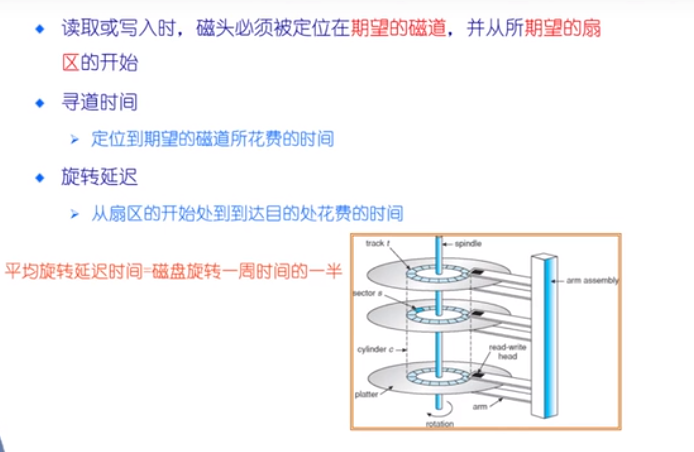 读取或写入时，磁头必须被定位在期望的磁道，并从所期望的扇
区的开始
寻道时间
定位到期望的磁道所花费的时间
旋转延迟
从扇区的开始处到到达目的处花费的时间
平均旋转延迟时间=磁盘旋转一周时间的一半
track t
spindle
arm assembly
sector s
cylinder c
read-write
head
platter
arm
rotation